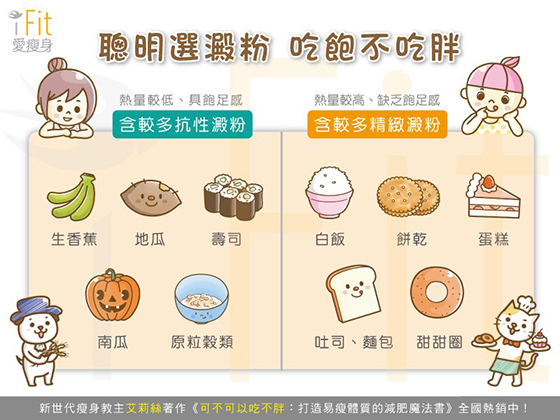 iFit
愛瘦身
聰明選澱粉 吃飽不吃胖
熱量較低、具飽足感
含較多抗性澱粉
熱量較高、缺乏飽足感
含較多精緻澱粉
生香蕉 地瓜 壽司
南瓜 原粒穀類
白飯 餅乾 蛋糕
吐司、麵包 甜甜圈
新世代瘦身教主艾莉絲著作《可不可以吃不胖：打造易瘦體質的減肥魔法書》全國熱銷中！